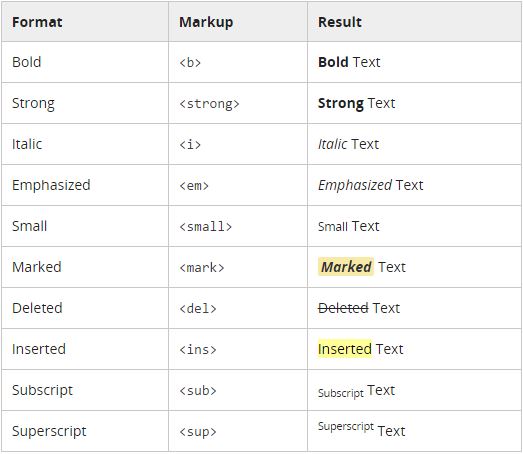 Format Markup Result
Bold <b> Bold Text
Strong <strong> Strong Text
Italic <i> Italic Text
Emphasized <em> Emphasized Text
Small <small> Small Text
Marked <mark> Marked Text
Deleted <del> Deleted Text
Inserted <ins> Inserted Text
Subscript <sub> Subscript Text
Superscript <sup> Superscript Text